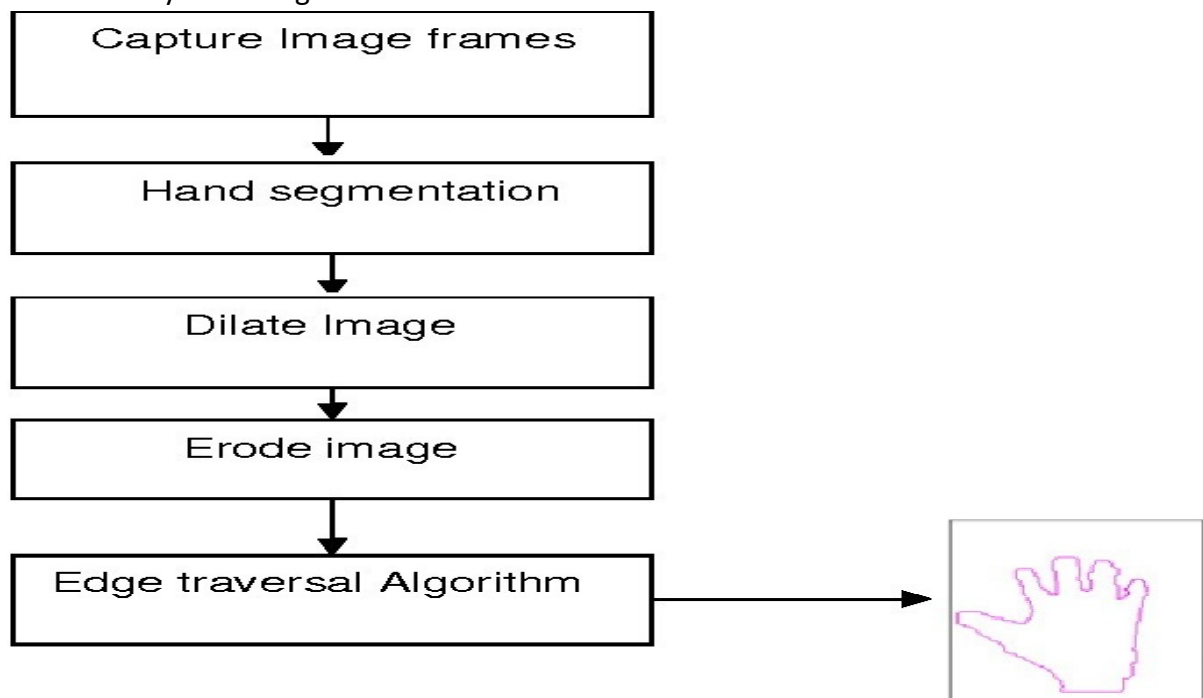 Capture Image frames
Hand segmentation
Dilate Image
Erode image
Edge traversal Algorithm